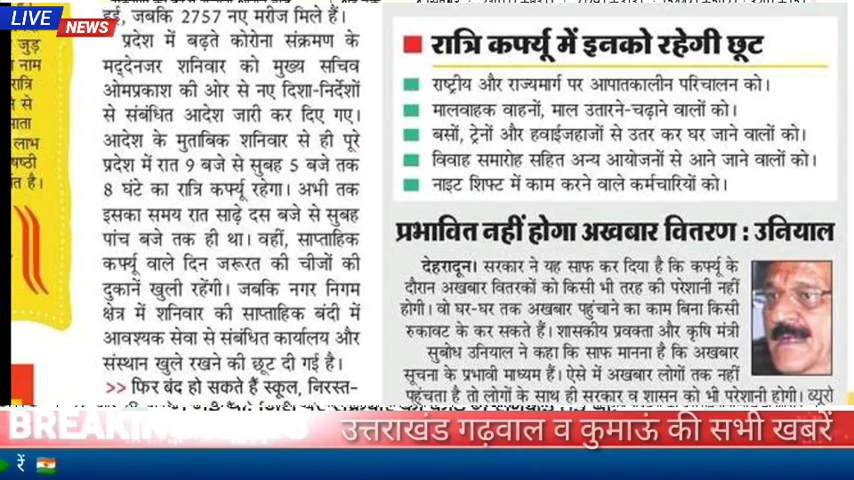 LIVE
NEWS
जुड़
नाम
रात्रि
से
माता
लाभ
षष्ठी
त है।
हुई, जबकि 2757 नए मरीज मिले हैं।
प्रदेश में बढ़ते कोरोना संक्रमण के
मद्देनजर शनिवार को मुख्य सचिव
ओमप्रकाश की ओर से नए दिशा-निर्देशों
से संबंधित आदेश जारी कर दिए गए।
आदेश के मुताबिक शनिवार से ही पूरे
प्रदेश में रात 9 बजे से सुबह 5 बजे तक
8 घंटे का रात्रि कर्फ्यू रहेगा। अभी तक
इसका समय रात साढ़े दस बजे से सुबह
पांच बजे तक ही था। वहीं, साप्ताहिक
कर्फ्यू वाले दिन जरूरत की चीजों की
दुकानें खुली रहेंगी। जबकि नगर निगम
क्षेत्र में शनिवार की साप्ताहिक बंदी में
आवश्यक सेवा से संबंधित कार्यालय और
संस्थान खुले रखने की छूट दी गई है।
>> फिर बंद हो सकते हैं स्कूल, निरस्त-
रात्रि कर्फ्यू में इनको रहेगी छूट
राष्ट्रीय और राज्यमार्ग पर आपातकालीन परिचालन को।
मालवाहक वाहनों, माल उतारने-चढ़ाने वालों को।
बसों, ट्रेनों और हवाईजहाजों से उतर कर घर जाने वालों को।
विवाह समारोह सहित अन्य आयोजनों से आने जाने वालों को।
नाइट शिफ्ट में काम करने वाले कर्मचारियों को।
प्रभावित नहीं होगा अखबार वितरण : उनियाल
देहरादून। सरकार ने यह साफ कर दिया है कि कर्फ्यू के
दौरान अखबार वितरकों को किसी भी तरह की परेशानी नहीं
होगी। वो घर-घर तक अखबार पहुंचाने का काम बिना किसी
रुकावट के कर सकते हैं। शासकीय प्रवक्ता और कृषि मंत्री
सुबोध उनियाल ने कहा कि साफ मानना है कि अखबार
सूचना के प्रभावी माध्यम हैं। ऐसे में अखबार लोगों तक नहीं
पहुंचता है तो लोगों के साथ ही सरकार व शासन को भी परेशानी होगी। ब्यूरो
BREAKING NEWS
उत्तराखंड गढ़वाल व कुमाऊं की सभी खबरें
रें 🇮🇳